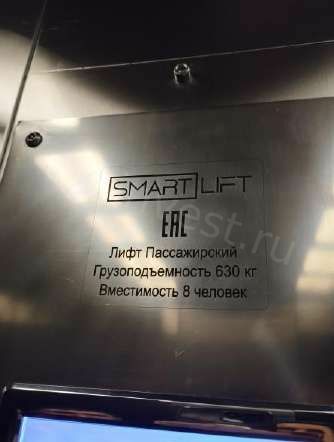 SMART LIFT
EAC
Лифт Пассажирский
Грузоподъемность 630 кг
Вместимость 8 человек